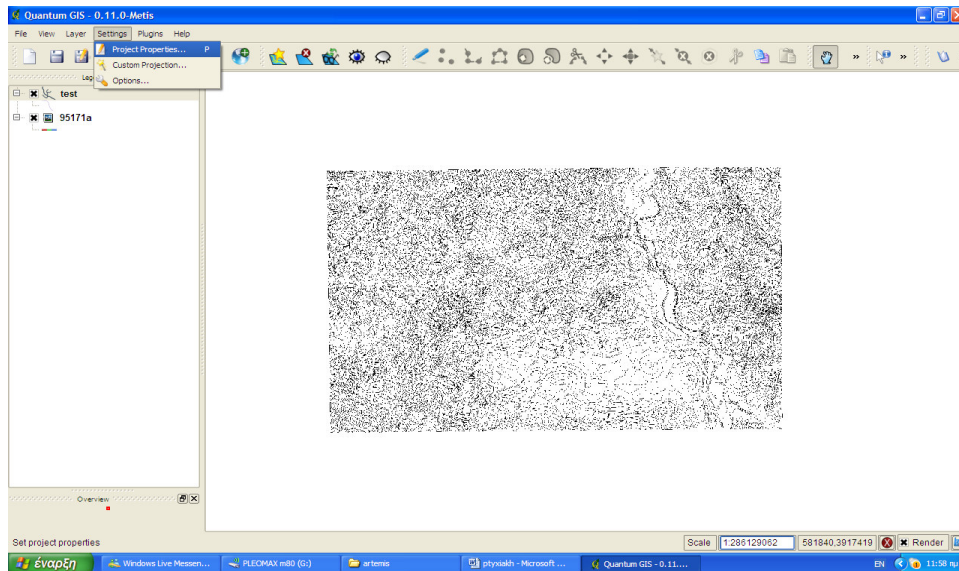 Quantum GIS - 0.11.0-Metis
File View Layer Settings Plugins Help
Project Properties... P
Custom Projection...
Options...
Leg
test
95171a
Overview
Set project properties
Scale 1:286129062 581840,3917419 Render
έναρξη Windows Live Messen... PLEOMAX m80 (G:) artemis ptyxiakh - Microsoft ... Quantum GIS - 0.11.... EN 11:58 πμ